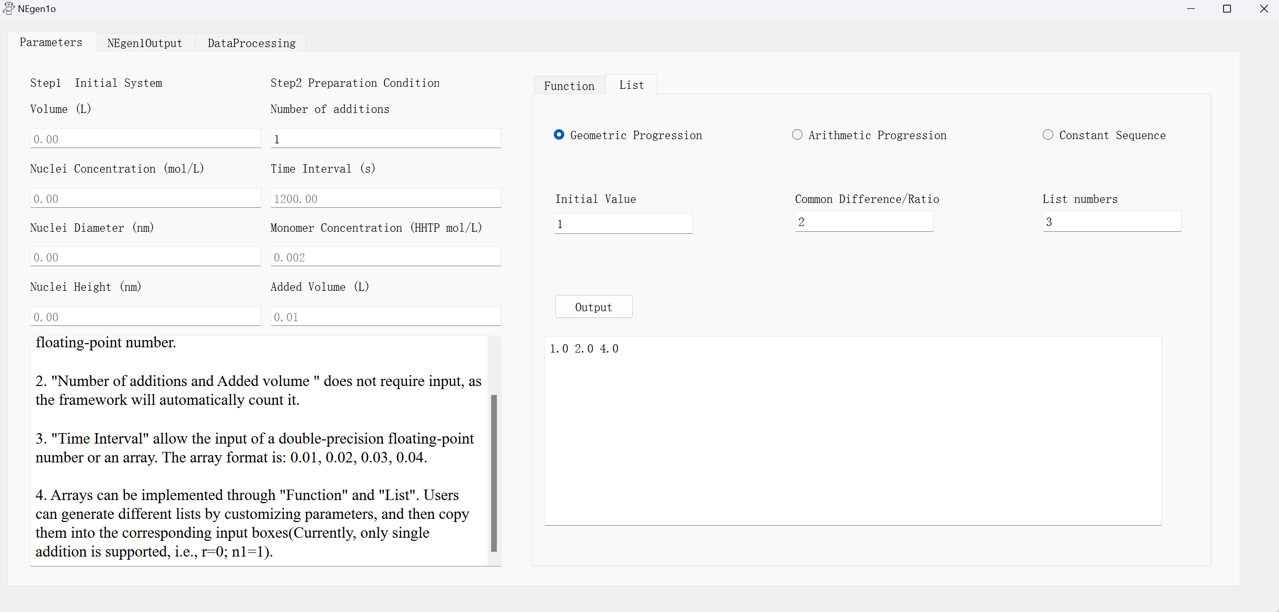 NEgen1o
Parameters
NEgen1Output
DataProcessing
Step1 Initial System
Volume (L)
0.00
Nuclei Concentration (mol/L)
0.00
Nuclei Diameter (nm)
0.00
Nuclei Height (nm)
0.00
Step2 Preparation Condition
Number of additions
1
Time Interval (s)
1200.00
Monomer Concentration (HHTP mol/L)
0.002
Added Volume (L)
0.01
floating-point number.
2. "Number of additions and Added volume " does not require input, as
the framework will automatically count it.
3. "Time Interval" allow the input of a double-precision floating-point
number or an array. The array format is: 0.01, 0.02, 0.03, 0.04.
4. Arrays can be implemented through "Function" and "List". Users
can generate different lists by customizing parameters, and then copy
them into the corresponding input boxes(Currently, only single
addition is supported, i.e., r=0; n1=1).
Function
List
Geometric Progression
Arithmetic Progression
Constant Sequence
Initial Value
1
Common Difference/Ratio
2
List numbers
3
Output
1.0 2.0 4.0